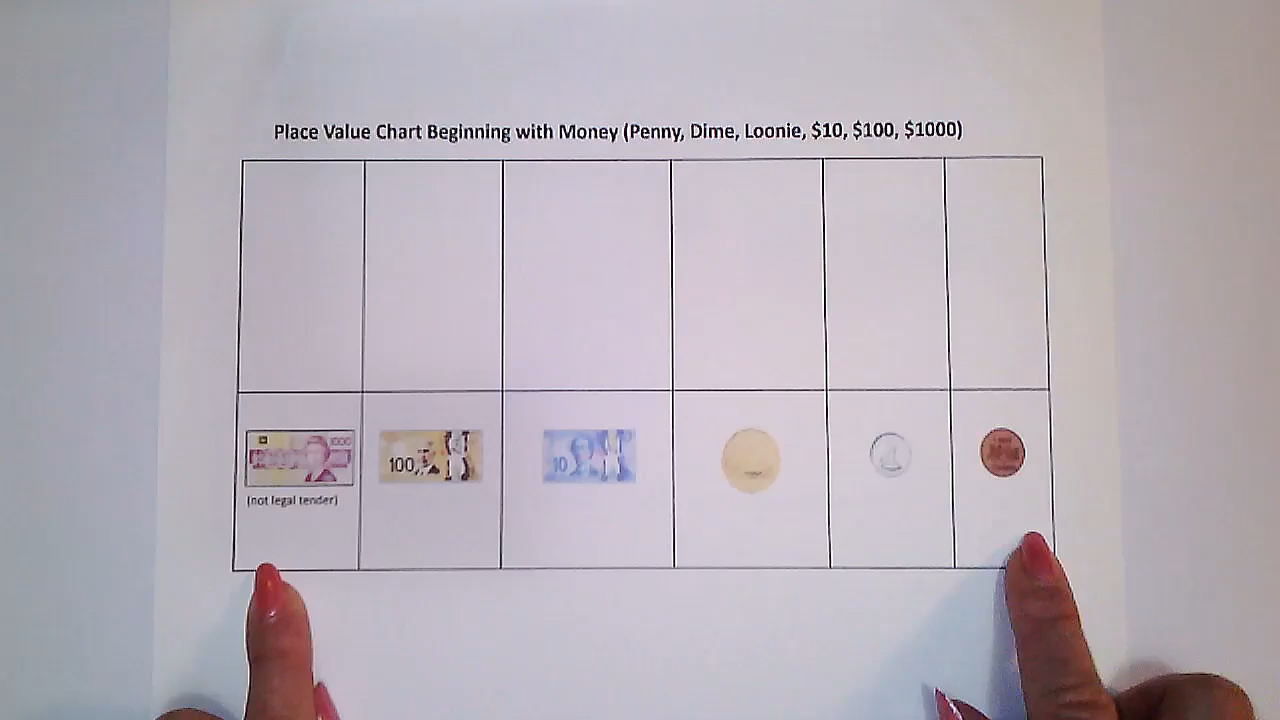 Place Value Chart Beginning with Money (Penny, Dime, Loonie, $10, $100, $1000)
1000
100
10
(not legal tender)